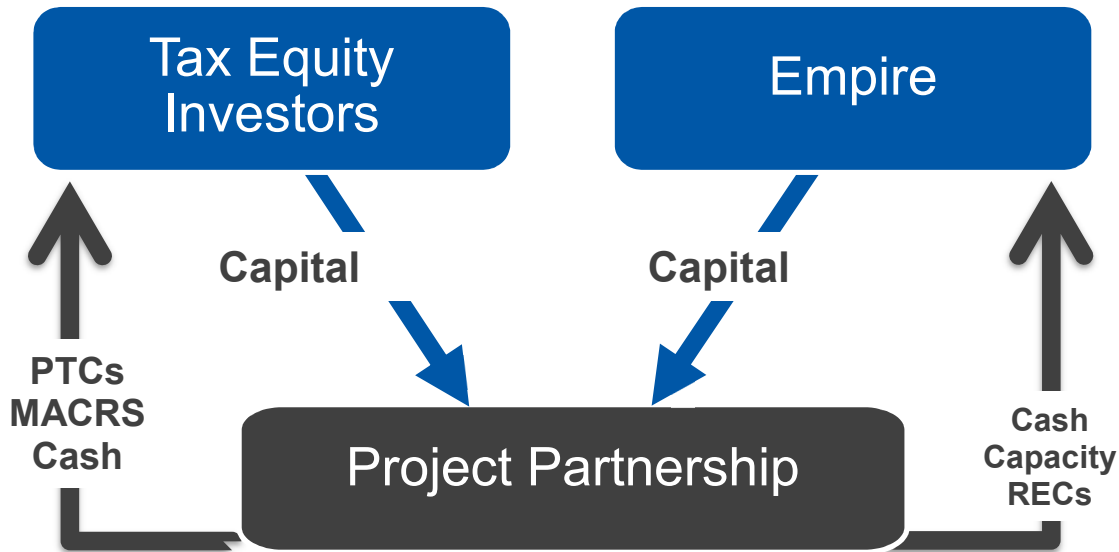 Tax Equity
Investors
Empire
Capital
Capital
PTCs
MACRS
Cash
Cash
Capacity
RECs
Project Partnership